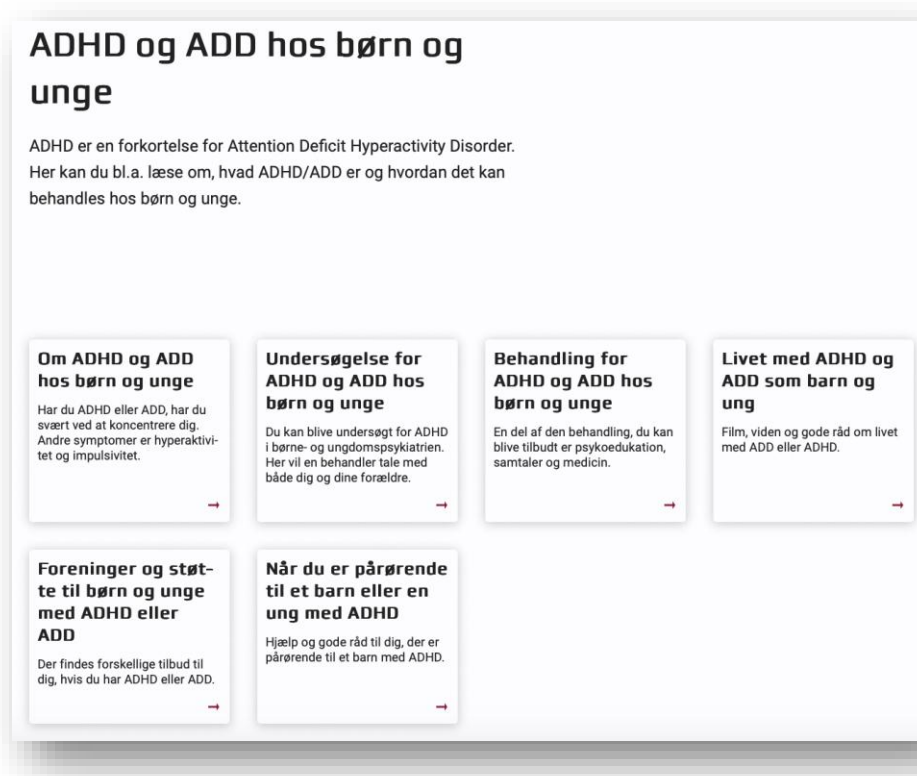 ADHD og ADD hos børn og
unge
ADHD er en forkortelse for Attention Deficit Hyperactivity Disorder.
Her kan du bl.a. læse om, hvad ADHD/ADD er og hvordan det kan
behandles hos børn og unge.
Om ADHD og ADD
hos børn og unge
Har du ADHD eller ADD, har du
svært ved at koncentrere dig.
Andre symptomer er hyperaktivi-
tet og impulsivitet.
→
Undersøgelse for
ADHD og ADD hos
børn og unge
Du kan blive undersøgt for ADHD
i børne- og ungdomspsykiatrien.
Her vil en behandler tale med
både dig og dine forældre.
→
Behandling for
ADHD og ADD hos
børn og unge
En del af den behandling, du kan
blive tilbudt er psykoedukation,
samtaler og medicin.
→
Livet med ADHD og
ADD som barn og
ung
Film, viden og gode råd om livet
med ADD eller ADHD.
→
Foreninger og støt-
te til børn og unge
med ADHD eller
ADD
Der findes forskellige tilbud til
dig, hvis du har ADHD eller ADD.
→
Når du er pårørende
til et barn eller en
ung med ADHD
Hjælp og gode råd til dig, der er
pårørende til et barn med ADHD.
→